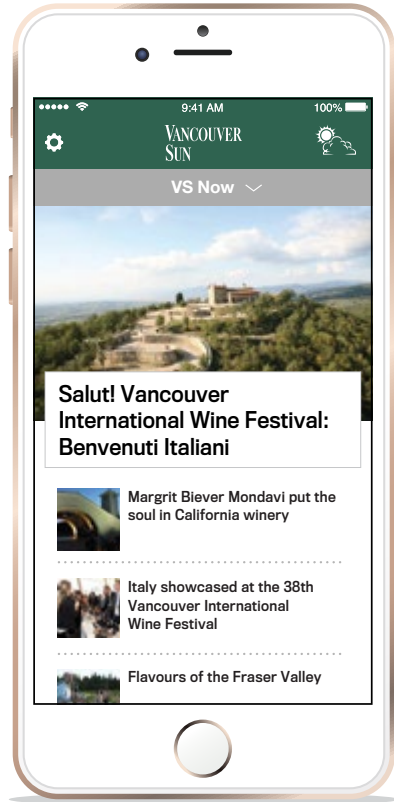 9:41 AM
100%
VANCOUVER
SUN
VS Now
Salut! Vancouver
International Wine Festival:
Benvenuti Italiani
Margrit Biever Mondavi put the
soul in California winery
Italy showcased at the 38th
Vancouver International
Wine Festival
Flavours of the Fraser Valley